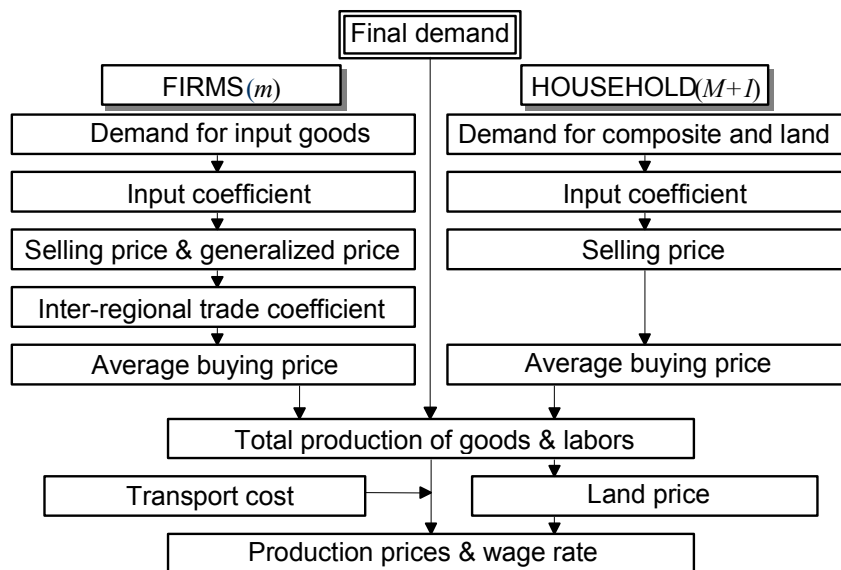 Final demand
FIRMS(m)
HOUSEHOLD(M+I)
Demand for input goods
Demand for composite and land
Input coefficient
Input coefficient
Selling price & generalized price
Selling price
Inter-regional trade coefficient
Average buying price
Average buying price
Total production of goods & labors
Transport cost
Land price
Production prices & wage rate